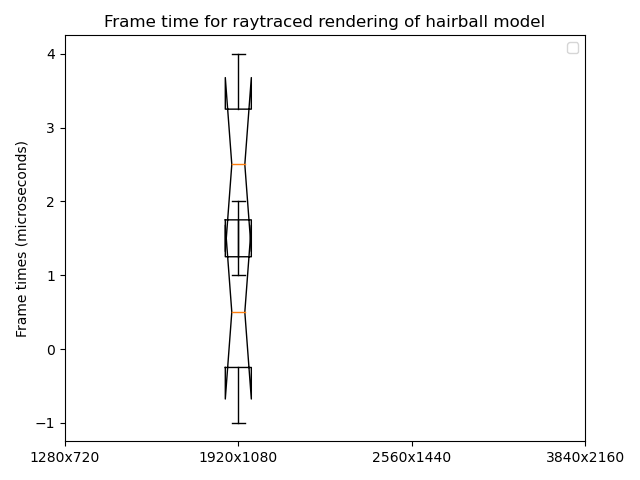 Frame time for raytraced rendering of hairball model
Frame times (microseconds)
4
3
2
1
0
−1
1280x720
1920x1080
2560x1440
3840x2160